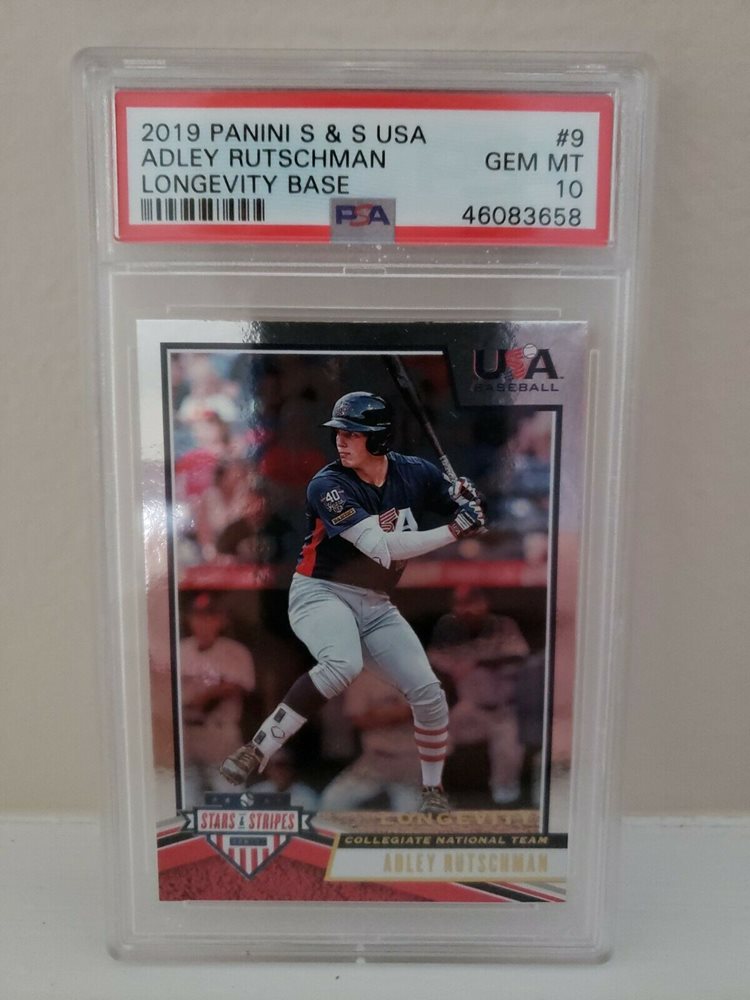 2019 PANINI S & S USA #9
ADLEY RUTSCHMAN GEM MT
LONGEVITY BASE 10
PSA 46083658
USA
BASEBALL
40
LONGEVITY
STARS & STRIPES
COLLEGIATE NATIONAL TEAM
ADLEY RUTSCHMAN